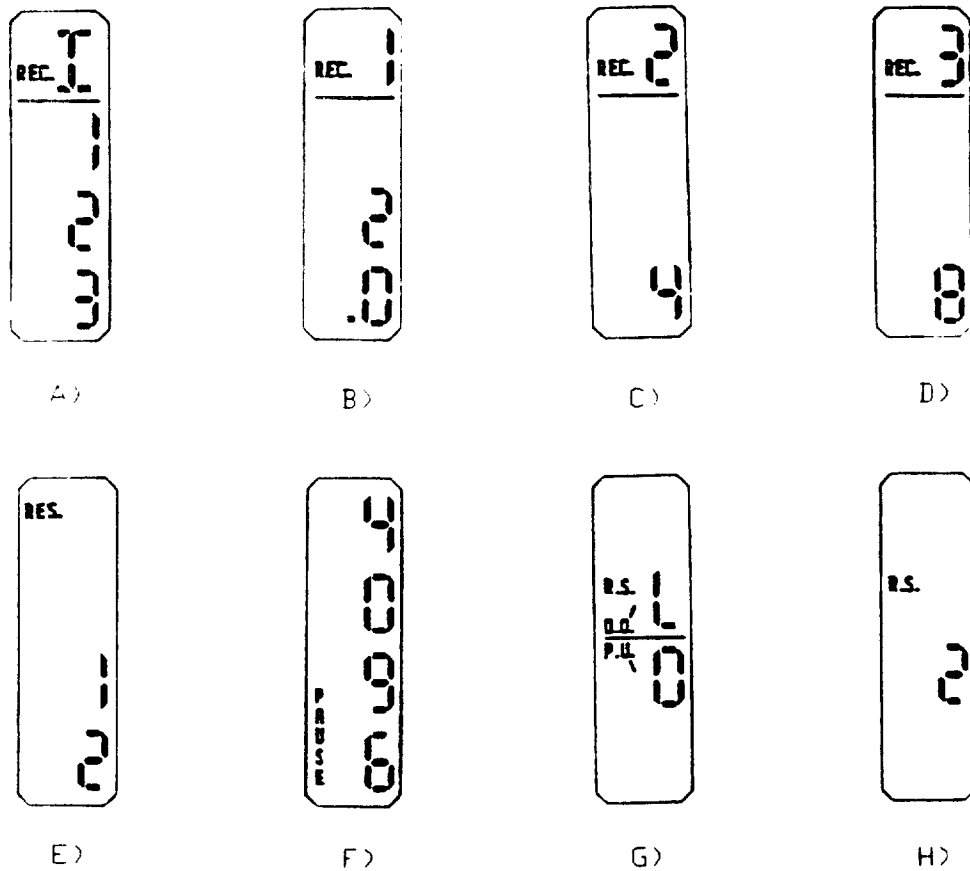 REC.
1
2
3
A)
REC. 1
2
.0
B)
REC. 2
4
C)
REC. 3
8
D)
RES.
1
2
E)
4
0
9
6
PAUSE
F)
R.S. L
P.U. 0
G)
R.S.
2
H)